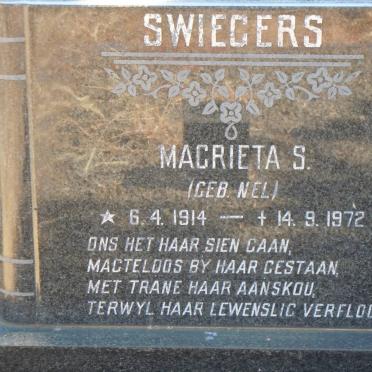 SWIEGERS
MAGRIETA S.
(GEB. NEL)
★ 6.4.1914 — ✝ 14.9.1972
ONS HET HAAR SIEN GAAN,
MAGTELOOS BY HAAR GESTAAN,
MET TRANE HAAR AANSKOU,
TERWYL HAAR LEWENSLIG VERFLOU